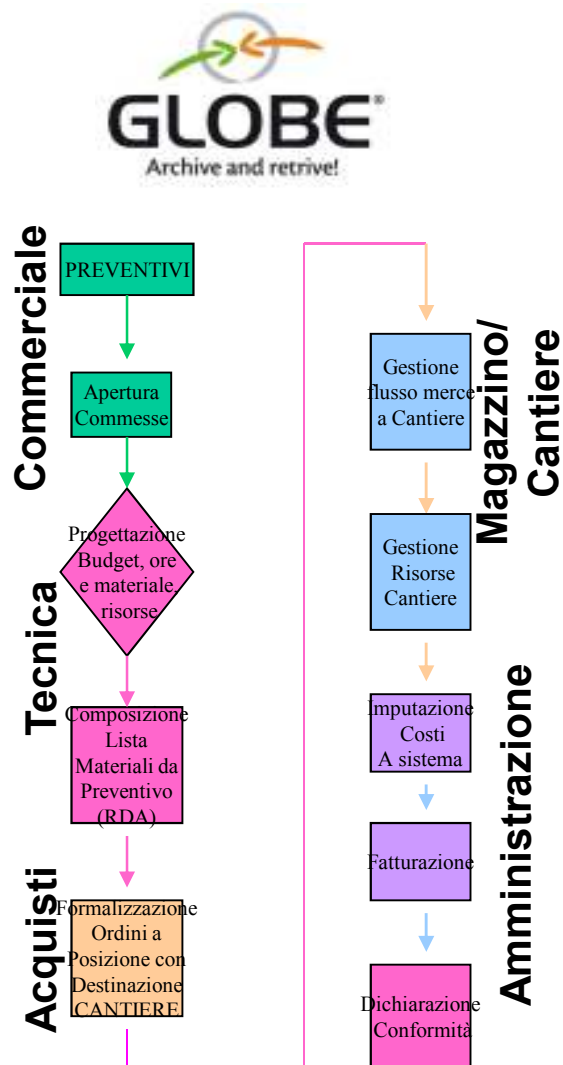 GLOBE®
Archive and retrive!
Commerciale
PREVENTIVI
Apertura
Commesse
Tecnica
Progettazione
Budget, ore
e materiale,
risorse
Composizione
Lista
Materiali da
Preventivo
(RDA)
Acquisti
Formalizzazione
Ordini a
Posizione con
Destinazione
CANTIERE
Magazzino/
Cantiere
Gestione
flusso merce
a Cantiere
Gestione
Risorse
Cantiere
Amministrazione
Imputazione
Costi
A sistema
Fatturazione
Dichiarazione
Conformità